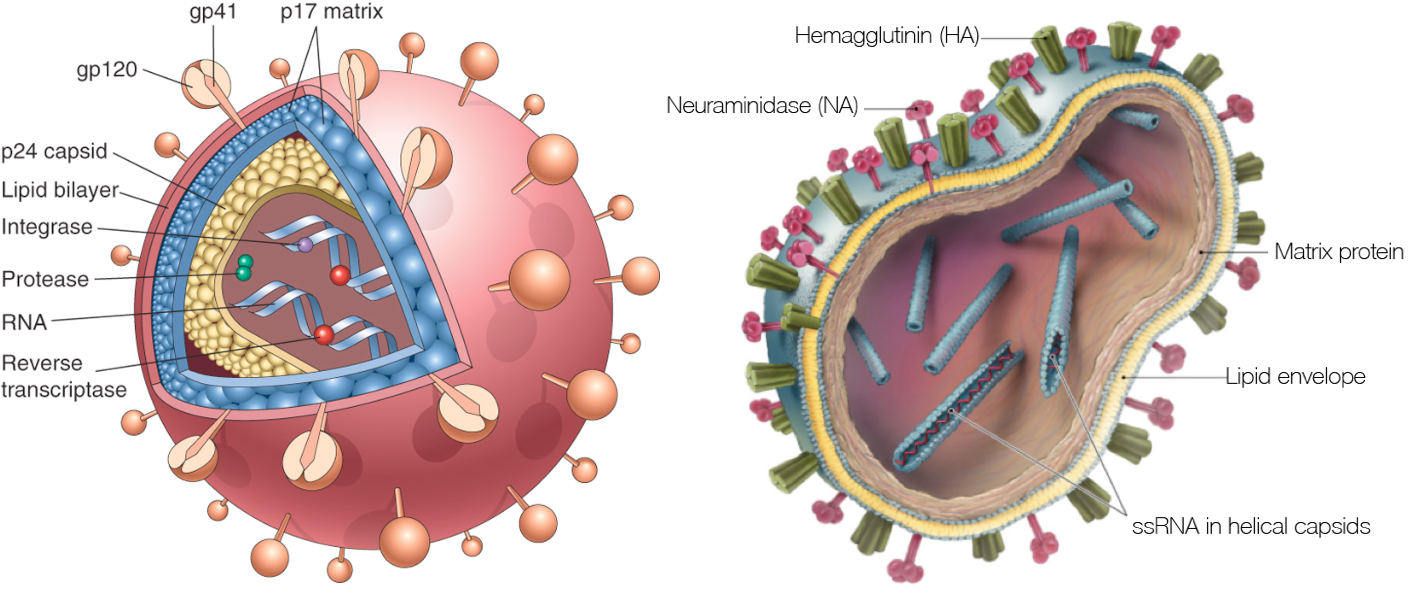 gp41
p17 matrix
gp120
p24 capsid
Lipid bilayer
Integrase
Protease
RNA
Reverse
transcriptase
Hemagglutinin (HA)
Neuraminidase (NA)
Matrix protein
Lipid envelope
ssRNA in helical capsids